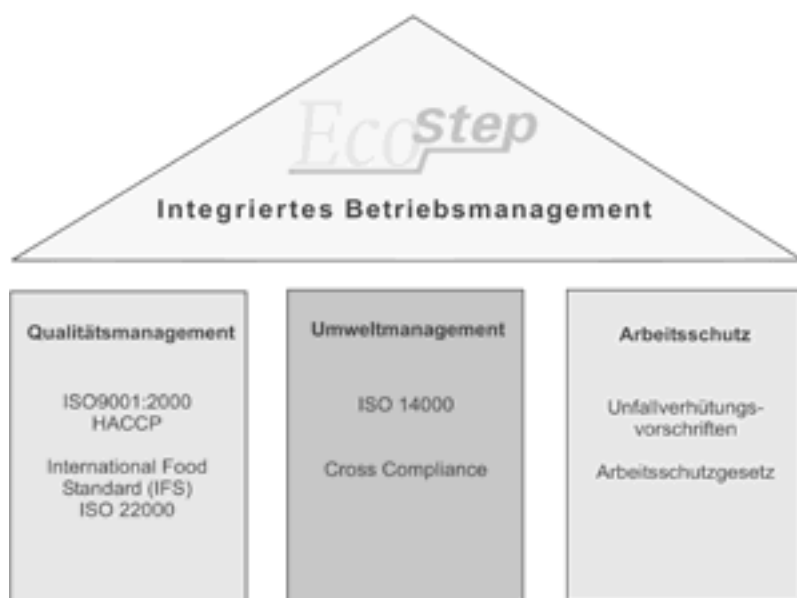 EcoStep
Integriertes Betriebsmanagement
Qualitätsmanagement
ISO9001:2000
HACCP
International Food
Standard (IFS)
ISO 22000
Umweltmanagement
ISO 14000
Cross Compliance
Arbeitsschutz
Unfallverhütungs-
vorschriften
Arbeitsschutzgesetz